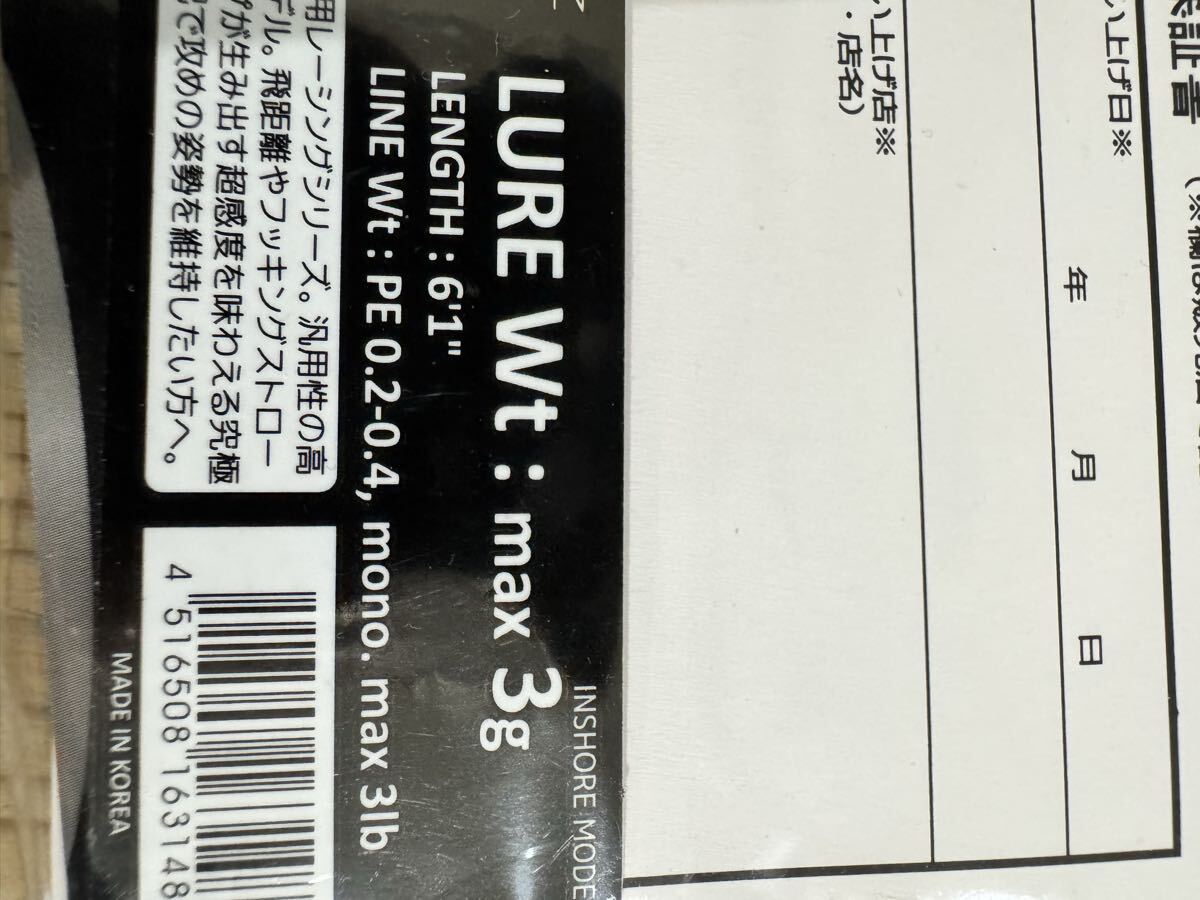 証書
い上げ日※
年 月 日
い上げ店※
・店名)
INSHORE MODE
LURE Wt : max 3g
LENGTH : 6'1"
LINE Wt : PE 0.2-0.4, mono. max 3lb
用レーシングシリーズ。汎用性の高
デル。飛距離やフッキングストロー
が生み出す超感度を味わえる究極
で攻めの姿勢を維持したい方へ。
4 516508 163148
MADE IN KOREA